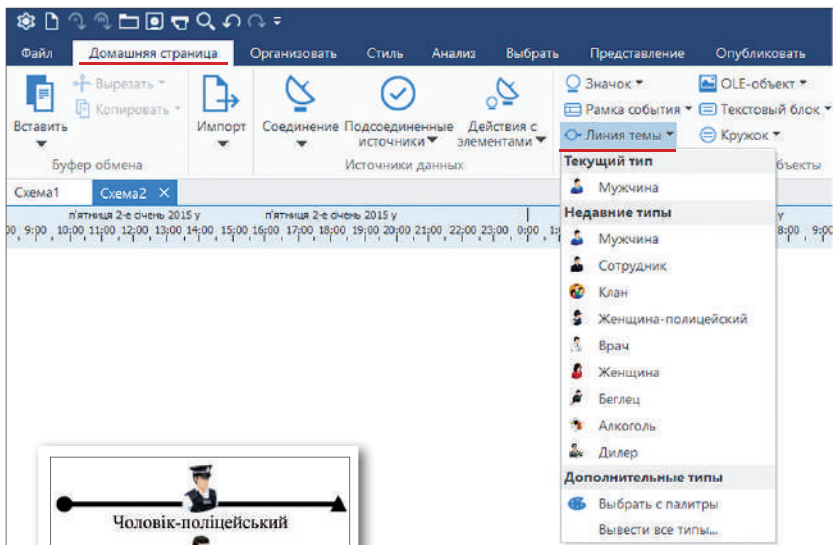 Файл Домашняя страница Организовать Стиль Анализ Выбрать Представление Опубликовать
Вставить
Вырезать
Копировать
Буфер обмена
Импорт
Соединение Подсоединенные источники Действия с элементами
Источники данных
Значок OLE-объект
Рамка события Текстовый блок
Линия темы Кружок
бъекты
Схема1 Схема2
п'ятниця 2-е січень 2015 у п'ятниця 2-е січень 2015 у у
00 9:00 10:00 11:00 12:00 13:00 14:00 15:00 16:00 17:00 18:00 19:00 20:00 21:00 22:00 23:00 0:00 8:00 9:00
Текущий тип
Мужчина
Недавние типы
Мужчина
Сотрудник
Клан
Женщина-полицейский
Врач
Женщина
Беглец
Алкоголь
Дилер
Дополнительные типы
Выбрать с палитры
Вывести все типы...
Чоловік-поліцейський